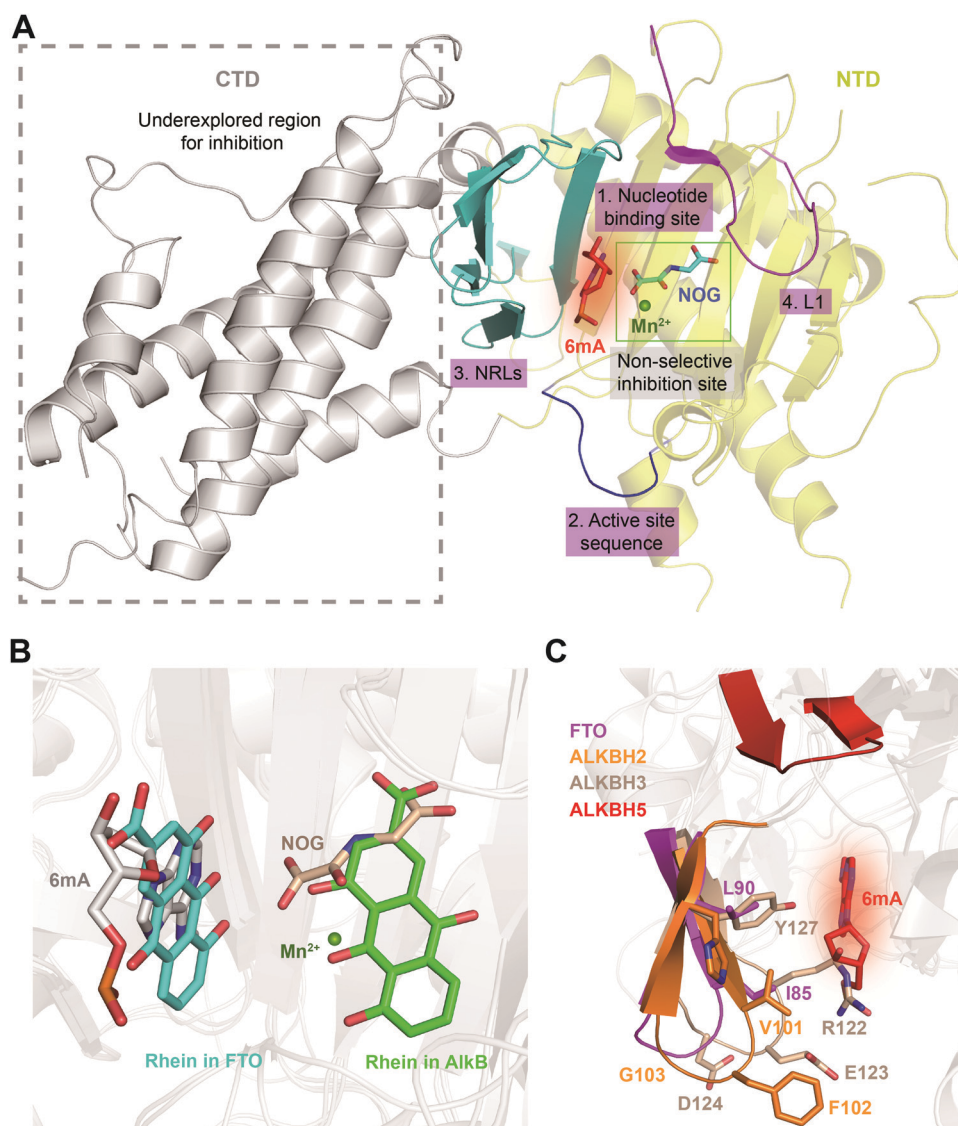 A
CTD
NTD
Underexplored region
for inhibition
1. Nucleotide
binding site
NOG
Mn²⁺
6mA
4. L1
3. NRLs
Non-selective
inhibition site
2. Active site
sequence
B
6mA
NOG
Mn²⁺
Rhein in FTO
Rhein in AlkB
C
FTO
ALKBH2
ALKBH3
ALKBH5
L90
Y127
6mA
I85
V101
R122
G103
E123
D124
F102